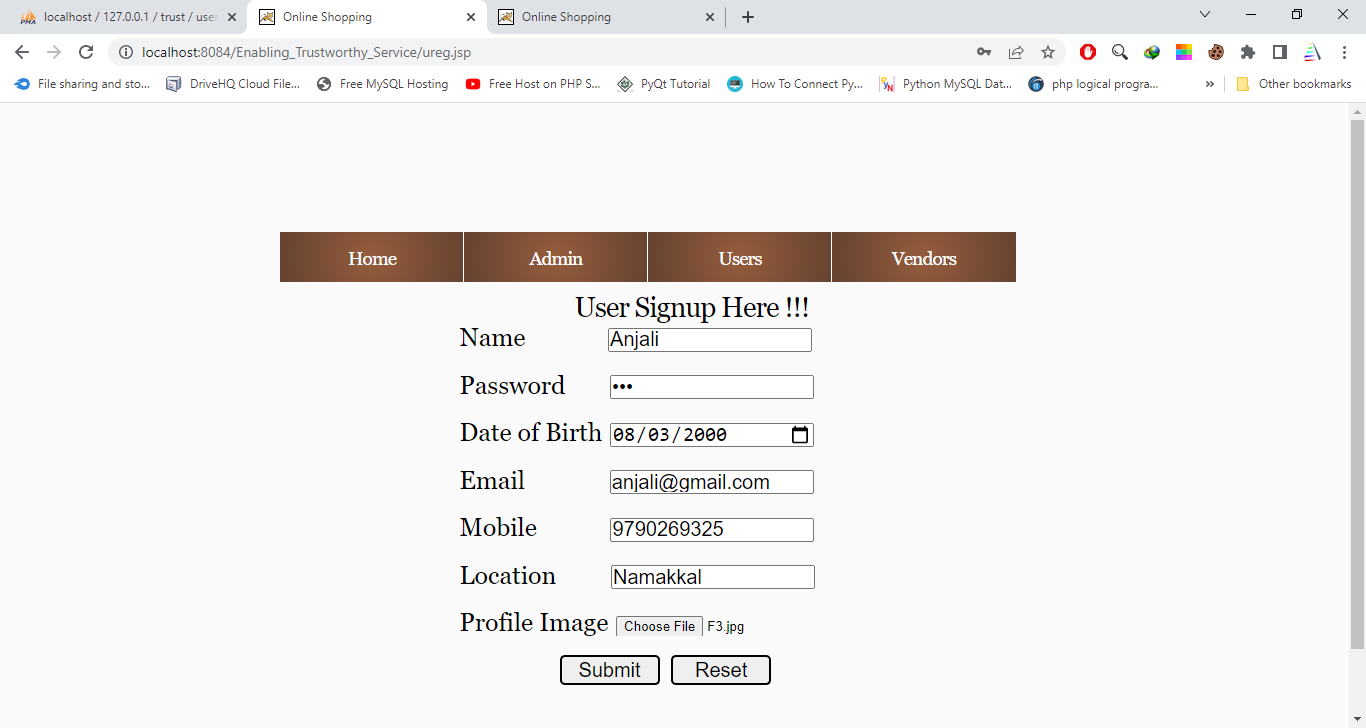 localhost / 127.0.0.1 / trust / user
Online Shopping
Online Shopping
localhost:8084/Enabling_Trustworthy_Service/ureg.jsp
File sharing and sto... DriveHQ Cloud File... Free MySQL Hosting Free Host on PHP S... PyQt Tutorial How To Connect Py... Python MySQL Dat... php logical progra... » Other bookmarks
Home Admin Users Vendors
User Signup Here !!!
Name Anjali
Password •••
Date of Birth 08/03/2000
Email anjali@gmail.com
Mobile 9790269325
Location Namakkal
Profile Image Choose File F3.jpg
Submit Reset